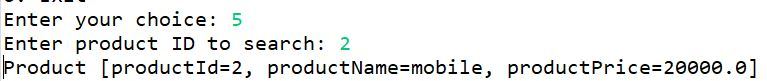 Enter your choice: 5
Enter product ID to search: 2
Product [productId=2, productName=mobile, productPrice=20000.0]